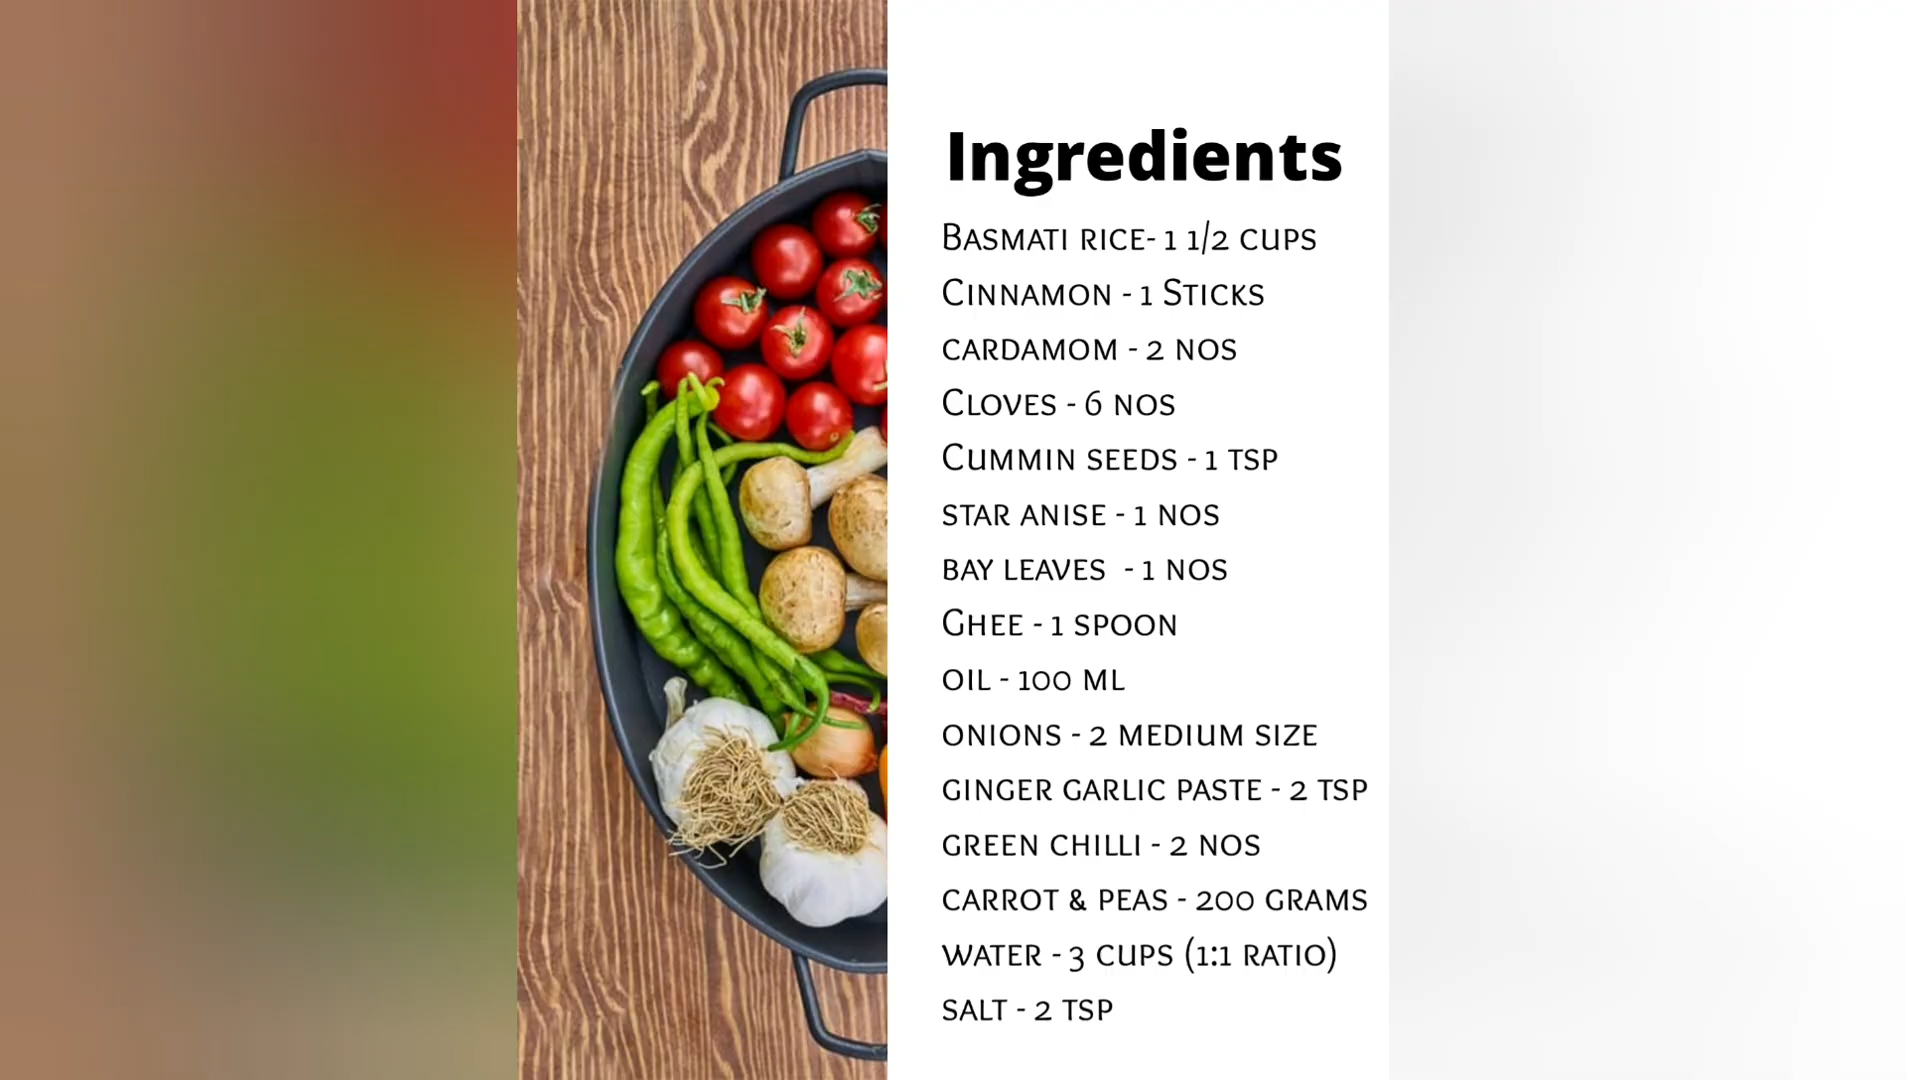 Ingredients
Basmati rice- 1 1/2 cups
Cinnamon - 1 Sticks
cardamom - 2 nos
Cloves - 6 nos
Cummin seeds - 1 tsp
star anise - 1 nos
bay leaves - 1 nos
Ghee - 1 spoon
oil - 100 ml
onions - 2 medium size
ginger garlic paste - 2 tsp
green chilli - 2 nos
carrot & peas - 200 grams
water - 3 cups (1:1 ratio)
salt - 2 tsp